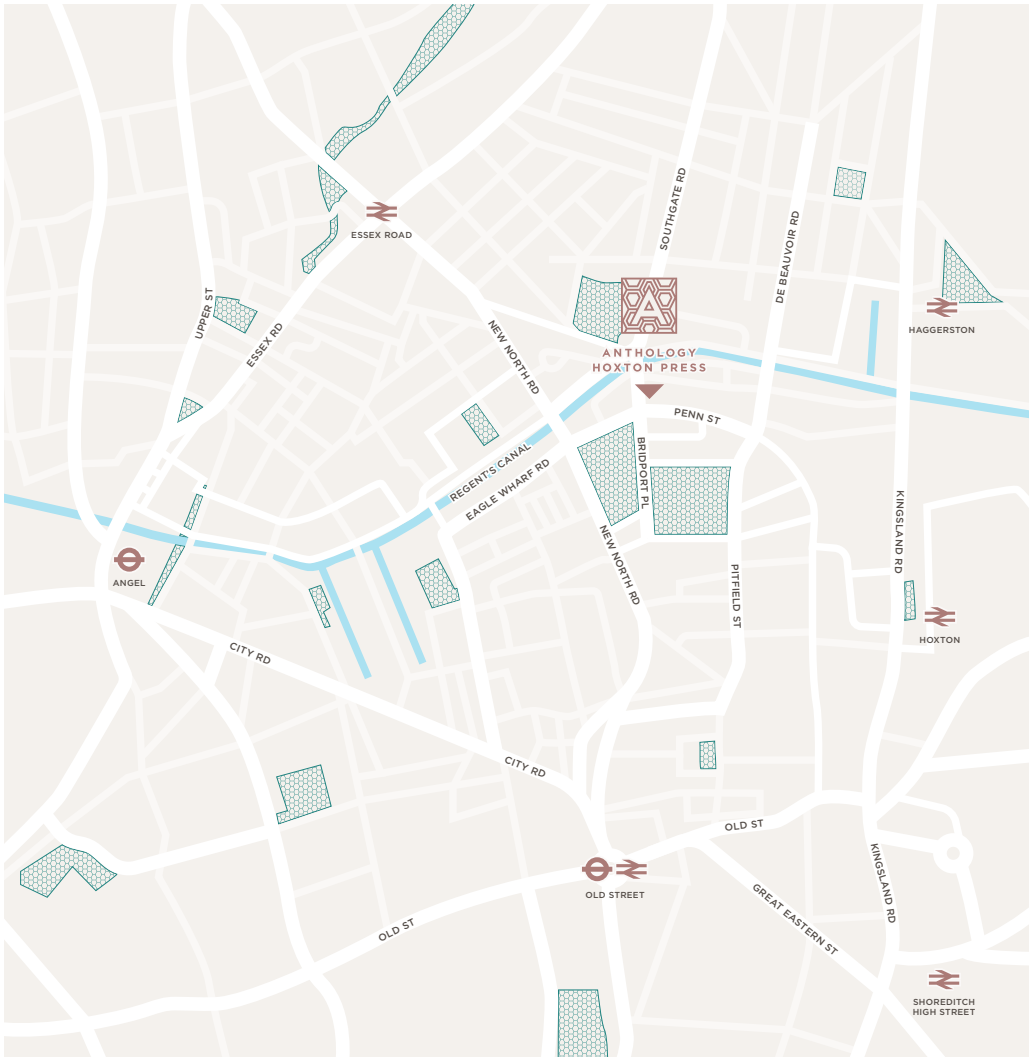 SOUTHGATE RD
ESSEX ROAD
DE BEAUVOIR RD
UPPER ST
ESSEX RD
NEW NORTH RD
A
HAGGERSTON
ANTHOLOGY
HOXTON PRESS
PENN ST
BRIDPORT PL
REGENT'S CANAL
EAGLE WHARF RD
KINGSLAND RD
NEW NORTH RD
ANGEL
PITFIELD ST
HOXTON
CITY RD
CITY RD
OLD ST
KINGSLAND RD
OLD STREET
GREAT EASTERN ST
OLD ST
SHOREDITCH
HIGH STREET